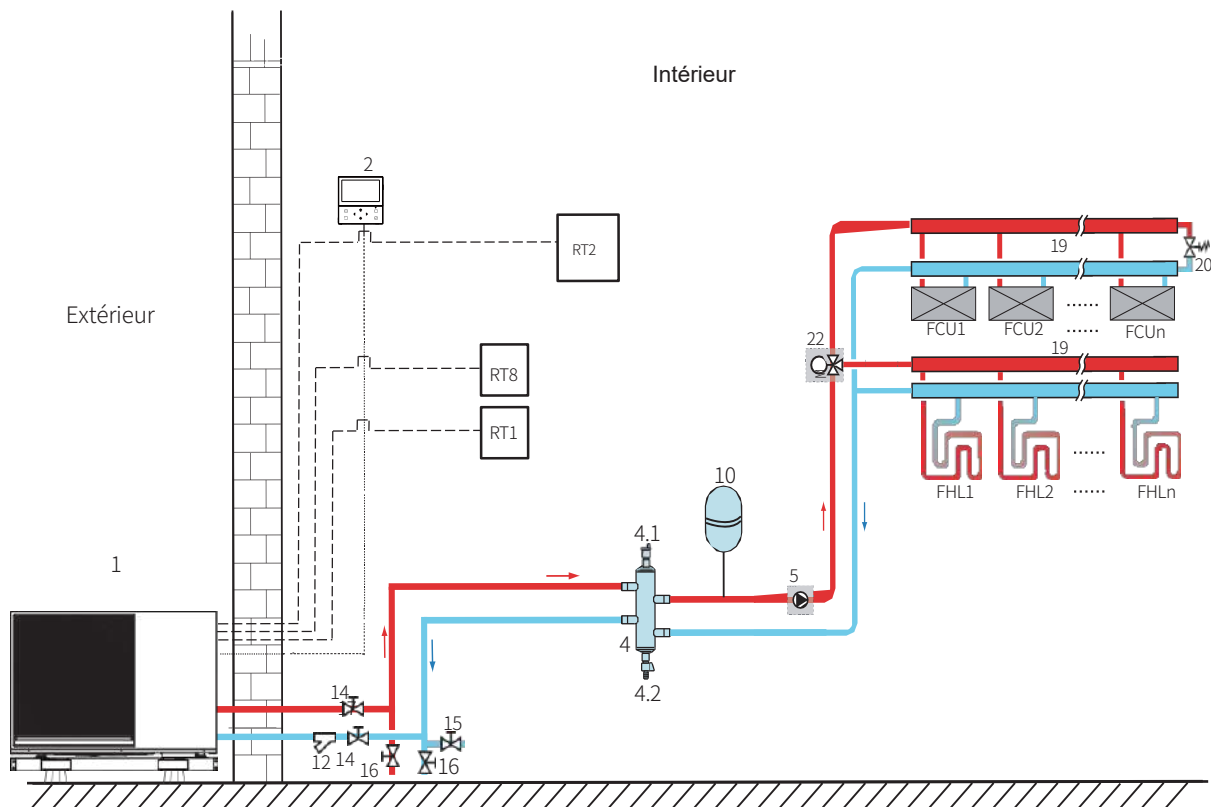 Intérieur
2
RT2
19
20
Extérieur
FCU1 FCU2 ...... FCUn
......
22
19
RT8
RT1
FHL1 FHL2 ...... FHLn
......
10
4.1
1
5
4
4.2
14
15
12 14 16 16